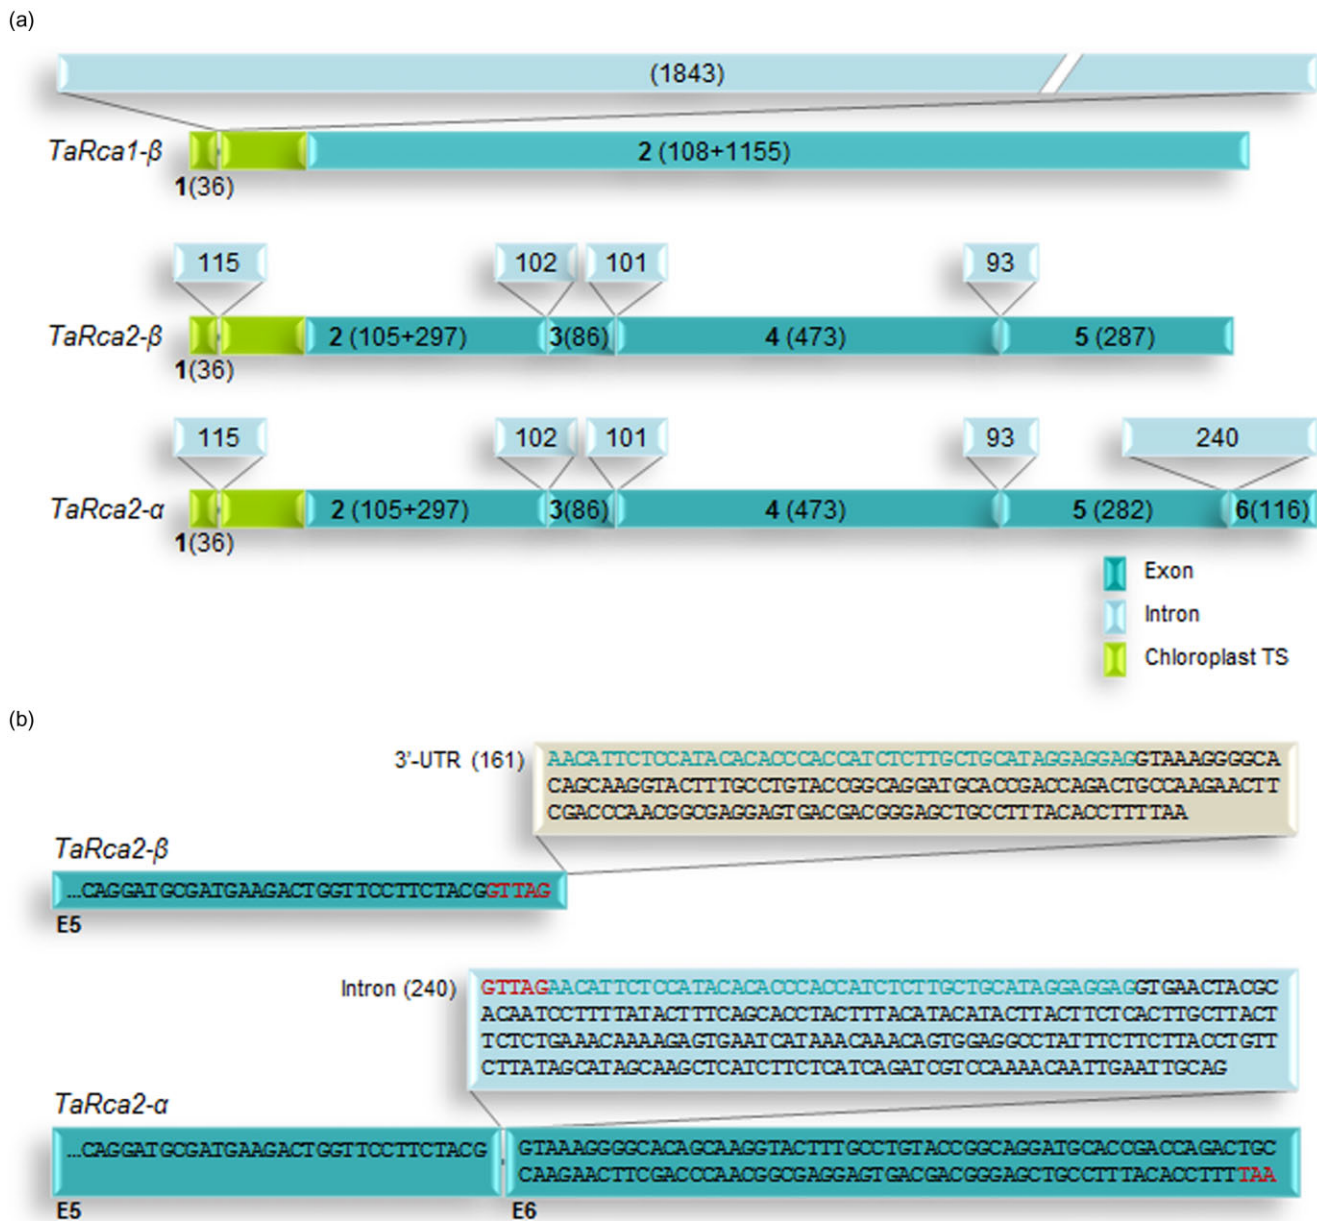 (a)
(1843)
TaRca1-β
2 (108+1155)
1(36)
115
102
101
93
TaRca2-β
2 (105+297)
3(86)
4 (473)
5 (287)
1(36)
115
102
101
93
240
TaRca2-α
2 (105+297)
3(86)
4 (473)
5 (282)
6(116)
1(36)
Exon
Intron
Chloroplast TS
(b)
3'-UTR (161)
AACATTCTCCATACACACCCACCATCTCTTGCTGCATAGGAGGAGGTAAAGGGGCA
CAGCAAGGTACTTTGCCTGTACCGGCAGGATGCACCGACCAGACTGCCAAGAACTT
CGACCCAACGGCGAGGAGTGACGACGGGAGCTGCCTTTACACCTTTTAA
TaRca2-β
...CAGGATGCGATGAAGACTGGTTCCTTCTACGGTTAG
E5
Intron (240)
GTTAGAACATTCTCCATACACACCCACCATCTCTTGCTGCATAGGAGGAGGTGAACTACGC
ACAATCCTTTTATACTTTCAGCACCTACTTTACATACATACTTACTTCTCACTTGCTTACT
TCTCTGAAACAAAAGAGTGAATCATAAACAAACAGTGGAGGCCTATTTCTTCTTACCTGTT
CTTATAGCATAGCAAGCTCATCTTCTCATCAGATCGTCCAAAACAATTGAATTGCAG
TaRca2-α
...CAGGATGCGATGAAGACTGGTTCCTTCTACG
GTAAAGGGGCACAGCAAGGTACTTTGCCTGTACCGGCAGGATGCACCGACCAGACTGC
CAAGAACTTCGACCCAACGGCGAGGAGTGACGACGGGAGCTGCCTTTACACCTTTTAA
E5
E6